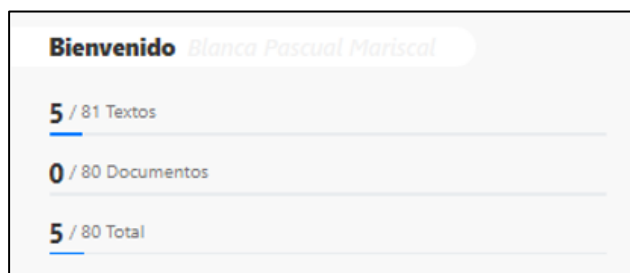 Bienvenido Blanca Pascual Mariscal
5 / 81 Textos
0 / 80 Documentos
5 / 80 Total